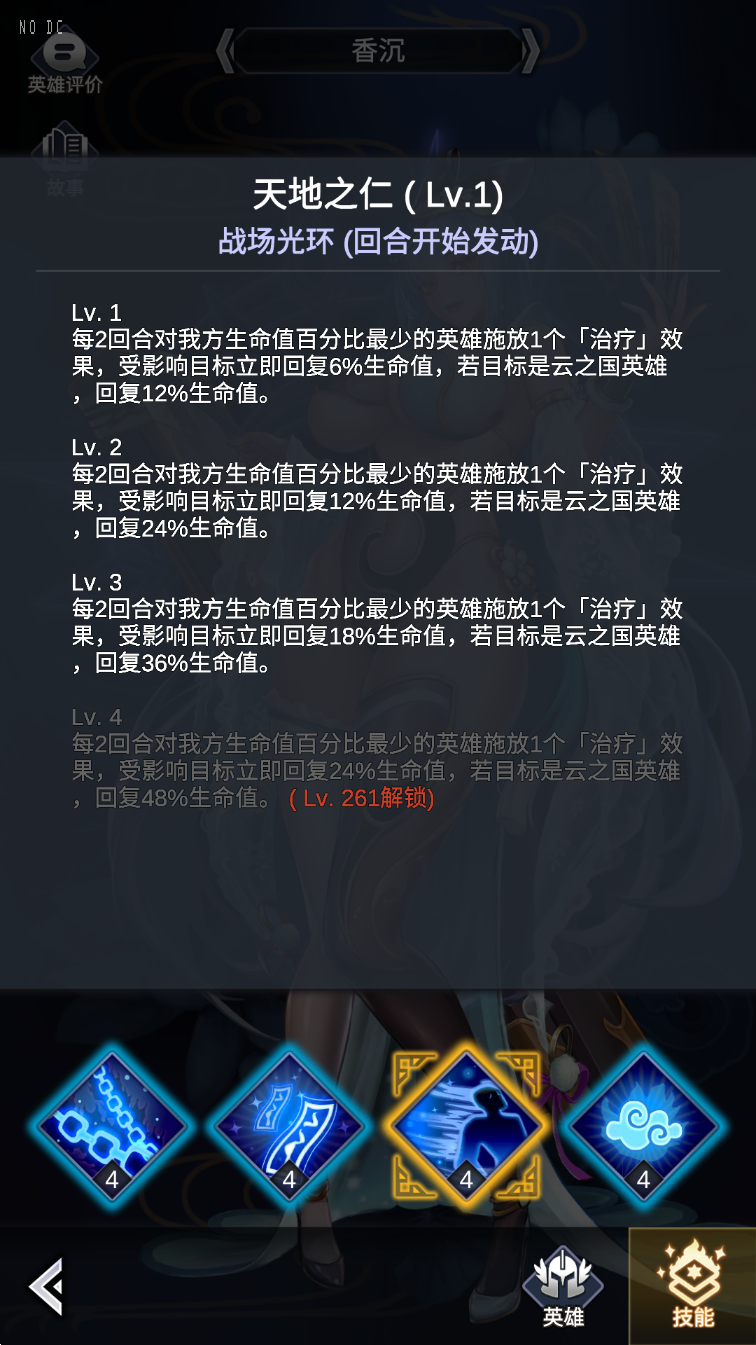 NO DC
香沉
英雄评价
故事
天地之仁 ( Lv.1)
战场光环 (回合开始发动)
Lv. 1
每2回合对我方生命值百分比最少的英雄施放1个「治疗」效
果，受影响目标立即回复6%生命值，若目标是云之国英雄
，回复12%生命值。
Lv. 2
每2回合对我方生命值百分比最少的英雄施放1个「治疗」效
果，受影响目标立即回复12%生命值，若目标是云之国英雄
，回复24%生命值。
Lv. 3
每2回合对我方生命值百分比最少的英雄施放1个「治疗」效
果，受影响目标立即回复18%生命值，若目标是云之国英雄
，回复36%生命值。
Lv. 4
每2回合对我方生命值百分比最少的英雄施放1个「治疗」效
果，受影响目标立即回复24%生命值，若目标是云之国英雄
，回复48%生命值。 ( Lv. 261解锁)
4 4 4 4
英雄 技能